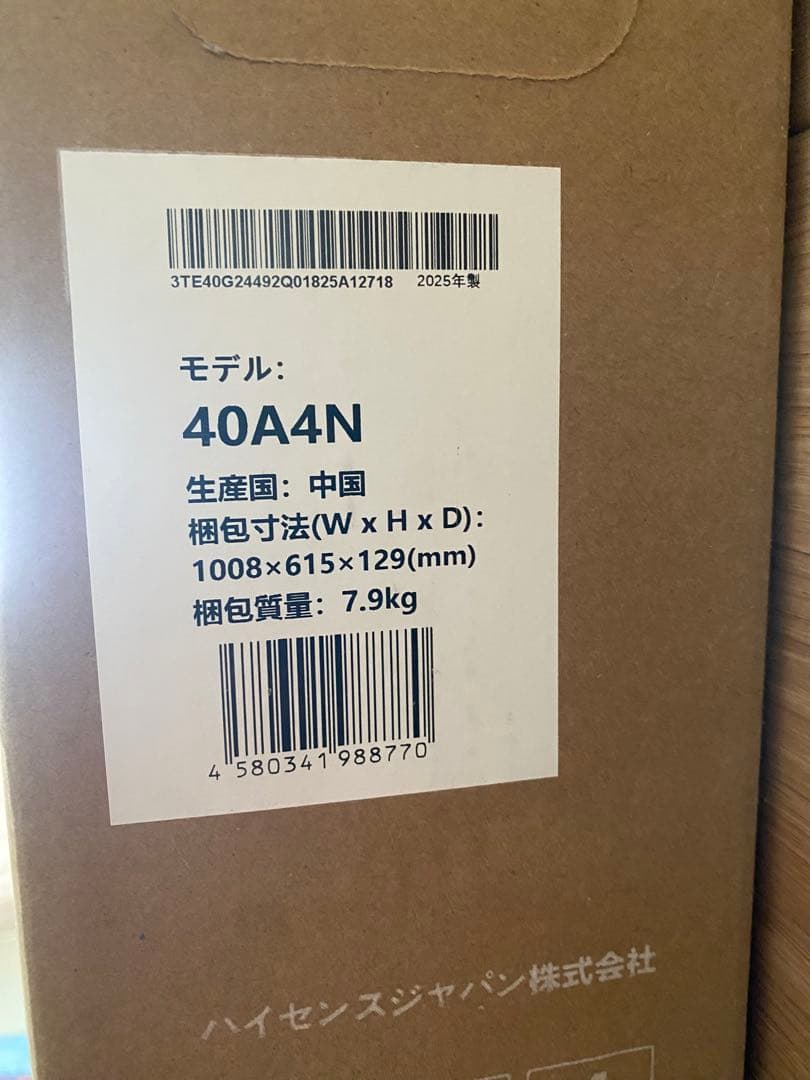 3TE40G24492Q01825A12718 2025年製
モデル:
40A4N
生産国: 中国
梱包寸法(W x H x D):
1008×615×129(mm)
梱包質量: 7.9kg
4 580341 988770
ハイセンスジャパン株式会社